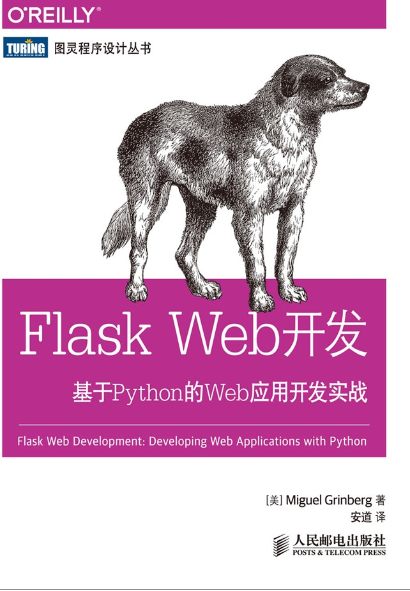 O'REILLY®
TURING 图灵程序设计丛书
Flask Web开发
基于Python的Web应用开发实战
Flask Web Development: Developing Web Applications with Python
[美] Miguel Grinberg 著
安道 译
人民邮电出版社
POSTS & TELECOM PRESS